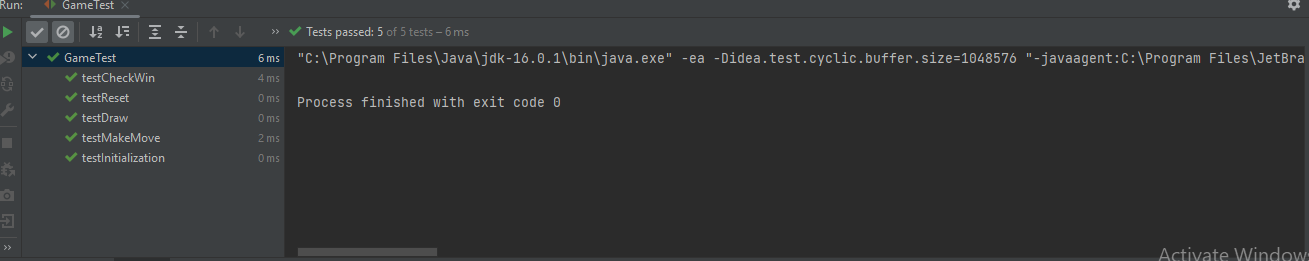 Run: GameTest
Tests passed: 5 of 5 tests – 6 ms
GameTest 6 ms
testCheckWin 4 ms
testReset 0 ms
testDraw 0 ms
testMakeMove 2 ms
testInitialization 0 ms
"C:\Program Files\Java\jdk-16.0.1\bin\java.exe" -ea -Didea.test.cyclic.buffer.size=1048576 "-javaagent:C:\Program Files\JetBra
Process finished with exit code 0
Activate Window